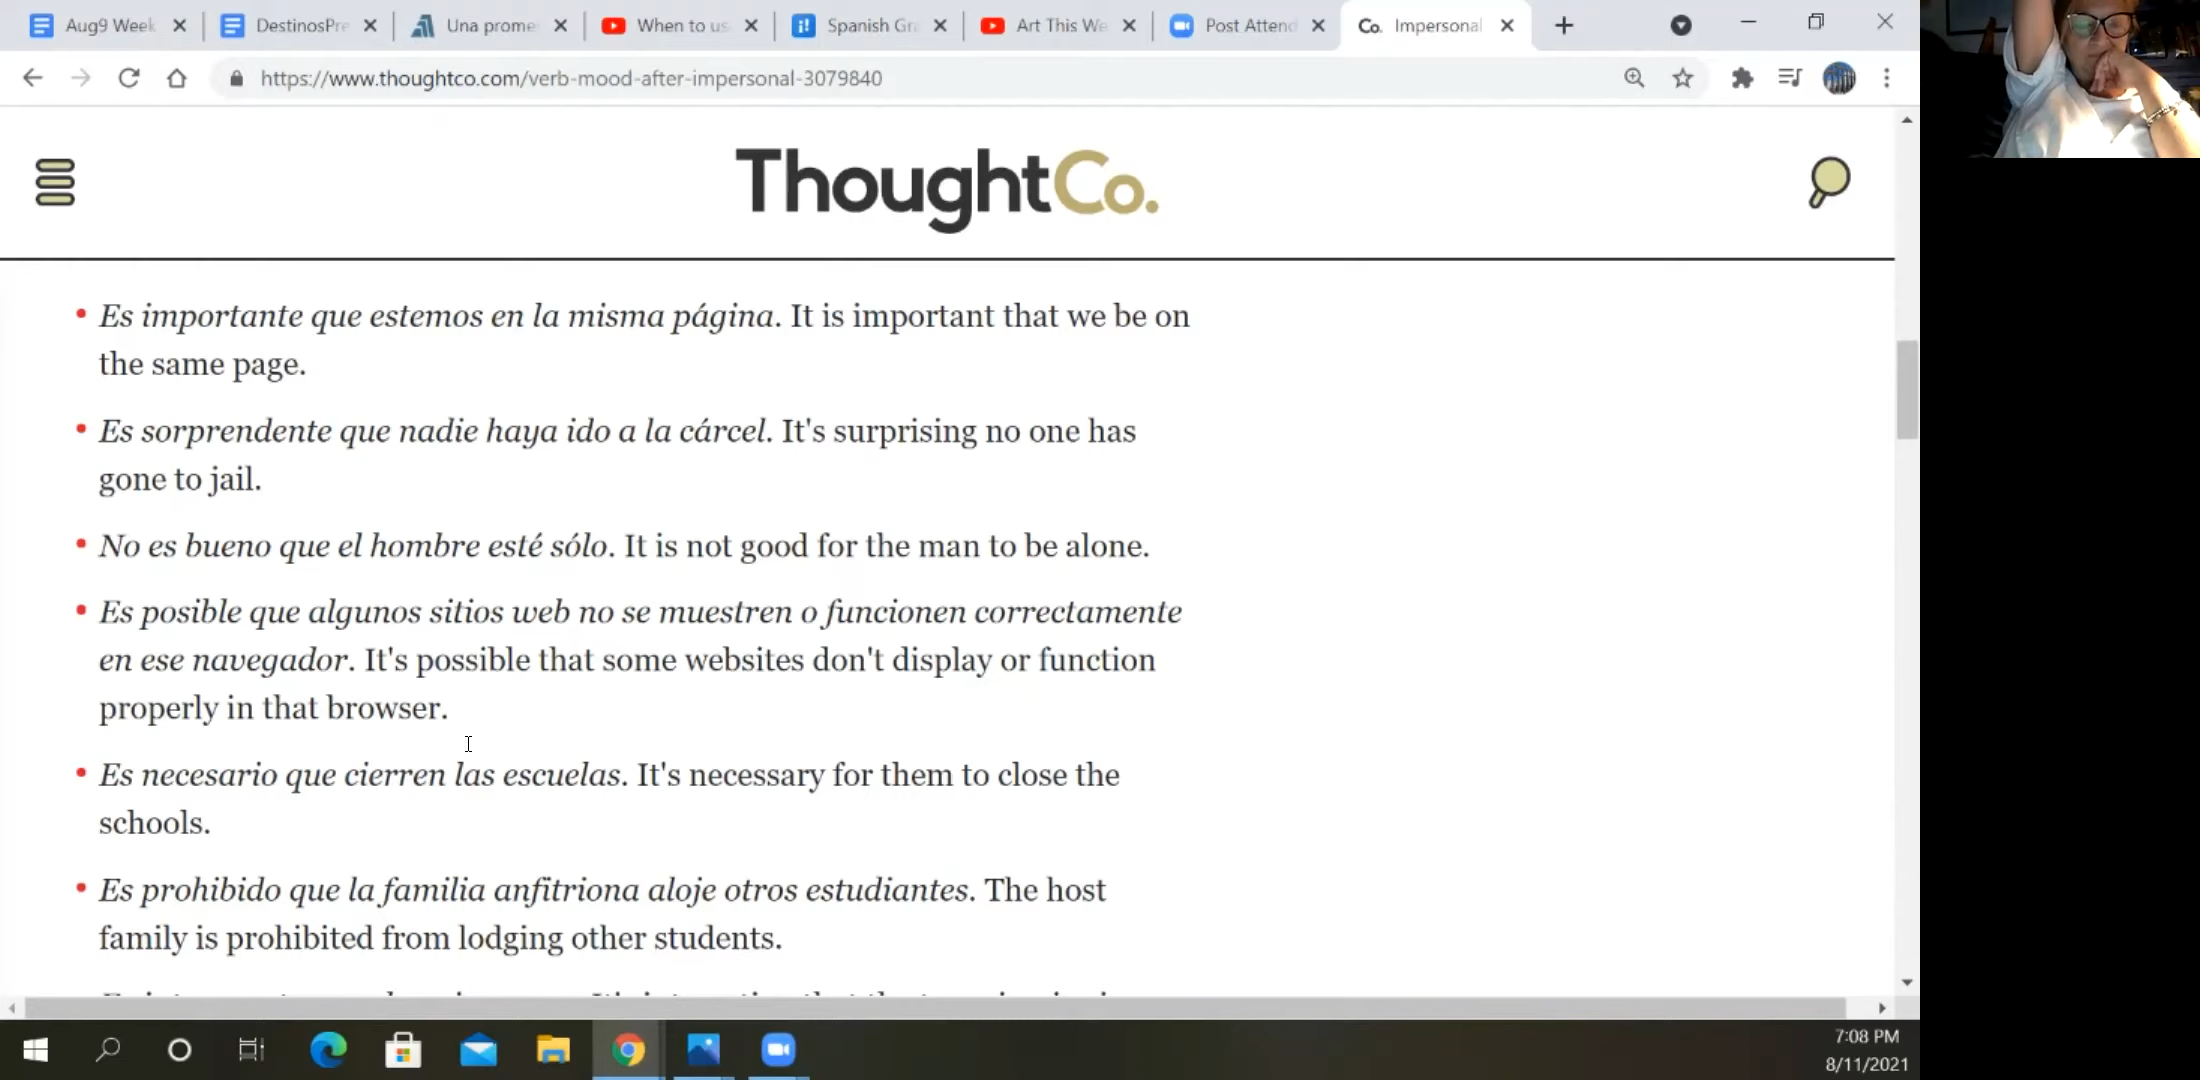 Aug9 Week
DestinosPre
Una prome
When to us
Spanish Gra
Art This We
Post Attend
Co. Impersonal
https://www.thoughtco.com/verb-mood-after-impersonal-3079840
ThoughtCo.
• Es importante que estemos en la misma página. It is important that we be on
the same page.
• Es sorprendente que nadie haya ido a la cárcel. It's surprising no one has
gone to jail.
• No es bueno que el hombre esté sólo. It is not good for the man to be alone.
• Es posible que algunos sitios web no se muestren o funcionen correctamente
en ese navegador. It's possible that some websites don't display or function
properly in that browser.
• Es necesario que cierren las escuelas. It's necessary for them to close the
schools.
• Es prohibido que la familia anfitriona aloje otros estudiantes. The host
family is prohibited from lodging other students.
7:08 PM
8/11/2021